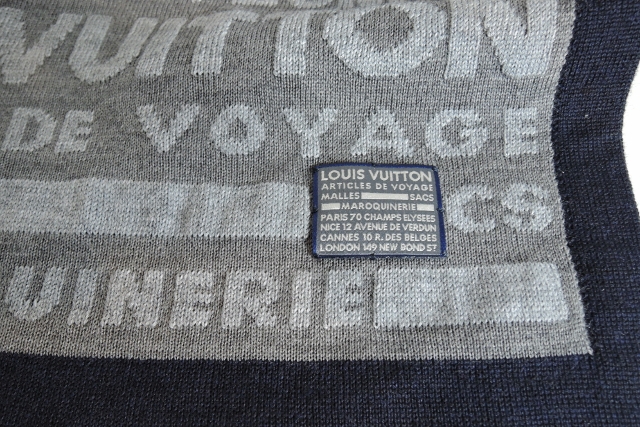 VUITTON
DE VOYAGE
CS
UINERIE
LOUIS VUITTON
ARTICLES DE VOYAGE
MALLES SACS
MAROQUINERIE
PARIS 70 CHAMPS ELYSEES
NICE 12 AVENUE DE VERDUN
CANNES 10 R. DES BELGES
LONDON 149 NEW BOND ST